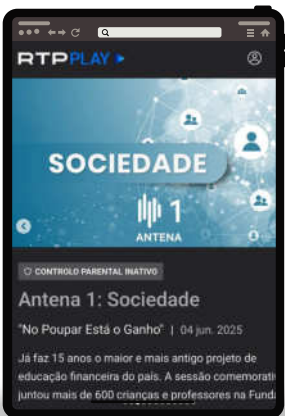 RTPPLAY
SOCIEDADE
1
ANTENA
CONTROLO PARENTAL INATIVO
Antena 1: Sociedade
"No Poupar Está o Ganho" | 04 jun. 2025
Já faz 15 anos o maior e mais antigo projeto de
educação financeira do país. A sessão comemorati
juntou mais de 600 crianças e professores na Funda